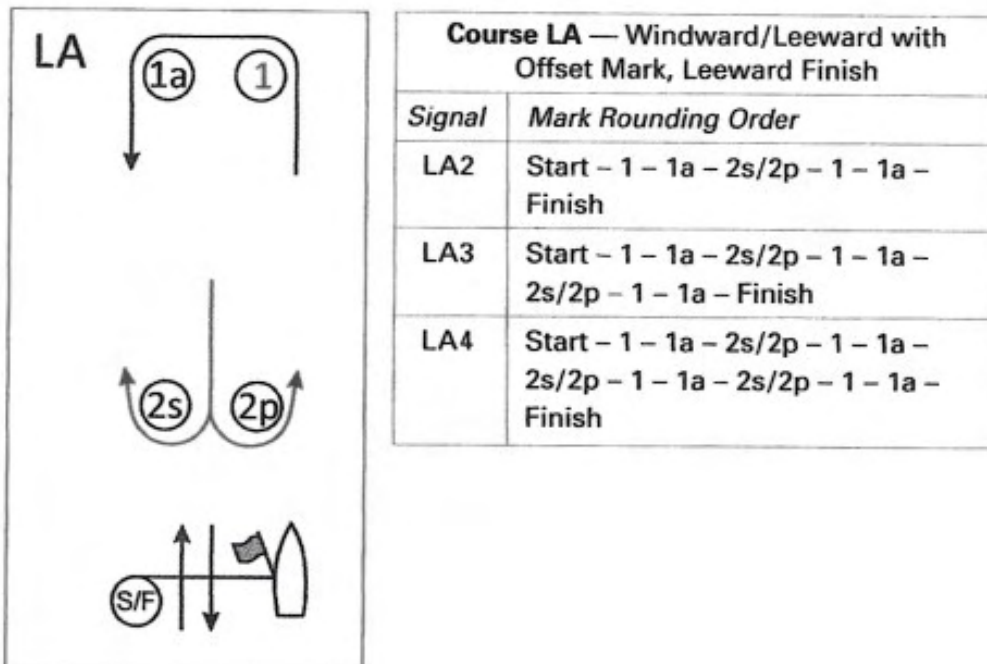 LA
1a 1
2s 2p
S/F
Course LA — Windward/Leeward with
Offset Mark, Leeward Finish
Signal Mark Rounding Order
LA2 Start – 1 – 1a – 2s/2p – 1 – 1a –
Finish
LA3 Start – 1 – 1a – 2s/2p – 1 – 1a –
2s/2p – 1 – 1a – Finish
LA4 Start – 1 – 1a – 2s/2p – 1 – 1a –
2s/2p – 1 – 1a – 2s/2p – 1 – 1a –
Finish